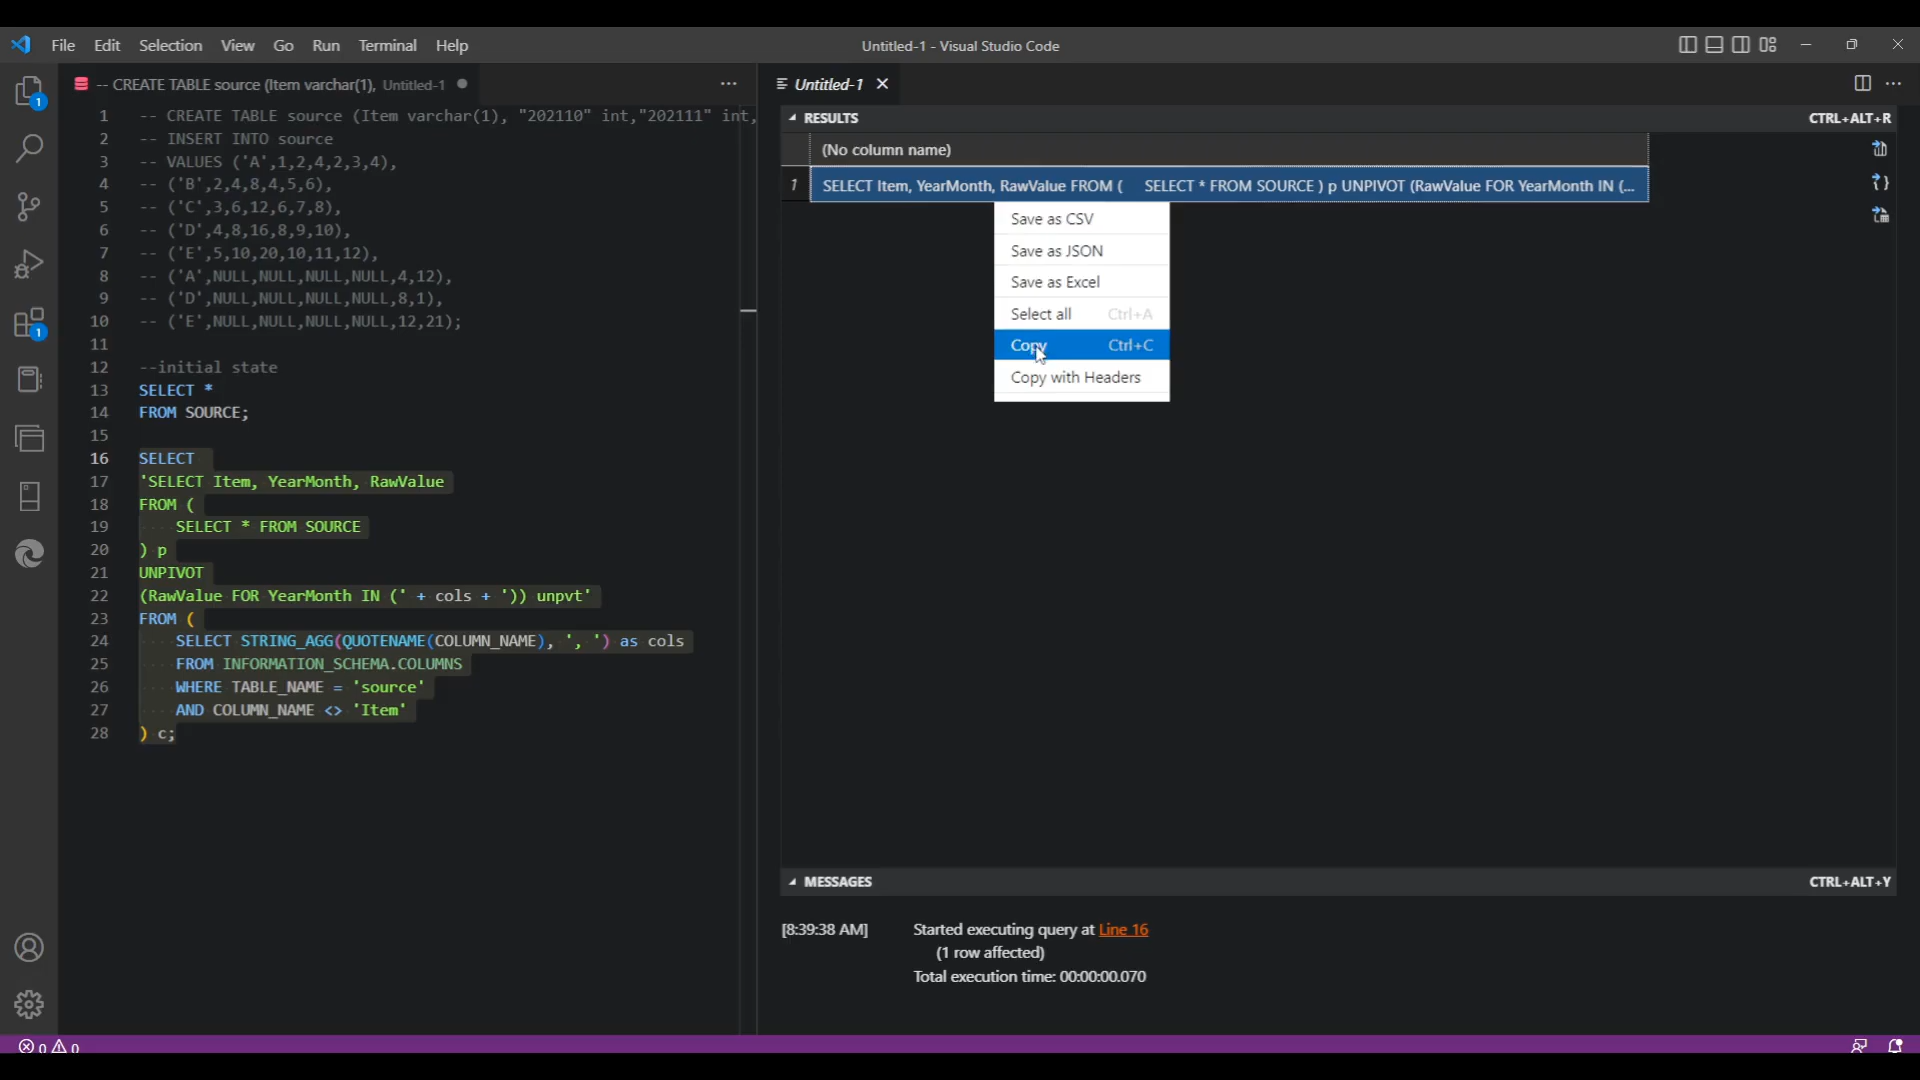 File Edit Selection View Go Run Terminal Help
Untitled-1 - Visual Studio Code
-- CREATE TABLE source (Item varchar(1), Untitled-1
1 -- CREATE TABLE source (Item varchar(1), "202110" int,"202111" int,
2 -- INSERT INTO source
3 -- VALUES ('A',1,2,4,2,3,4),
4 -- ('B',2,4,8,4,5,6),
5 -- ('C',3,6,12,6,7,8),
6 -- ('D',4,8,16,8,9,10),
7 -- ('E',5,10,20,10,11,12),
8 -- ('A',NULL,NULL,NULL,NULL,4,12),
9 -- ('D',NULL,NULL,NULL,NULL,8,1),
10 -- ('E',NULL,NULL,NULL,NULL,12,21);
11
12 --initial state
13 SELECT *
14 FROM SOURCE;
15
16 SELECT
17 'SELECT Item, YearMonth, RawValue
18 FROM (
19 SELECT * FROM SOURCE
20 ) p
21 UNPIVOT
22 (RawValue FOR YearMonth IN (' + cols + ')) unpvt'
23 FROM (
24 SELECT STRING_AGG(QUOTENAME(COLUMN_NAME), ', ') as cols
25 FROM INFORMATION_SCHEMA.COLUMNS
26 WHERE TABLE_NAME = 'source'
27 AND COLUMN_NAME <> 'Item'
28 ) c;
1
1
0 0
Untitled-1
RESULTS CTRL+ALT+R
(No column name)
1 SELECT Item, YearMonth, RawValue FROM ( SELECT * FROM SOURCE ) p UNPIVOT (RawValue FOR YearMonth IN (...
Save as CSV
Save as JSON
Save as Excel
Select all Ctrl+A
Copy Ctrl+C
Copy with Headers
MESSAGES CTRL+ALT+Y
[8:39:38 AM] Started executing query at Line 16
(1 row affected)
Total execution time: 00:00:00.070